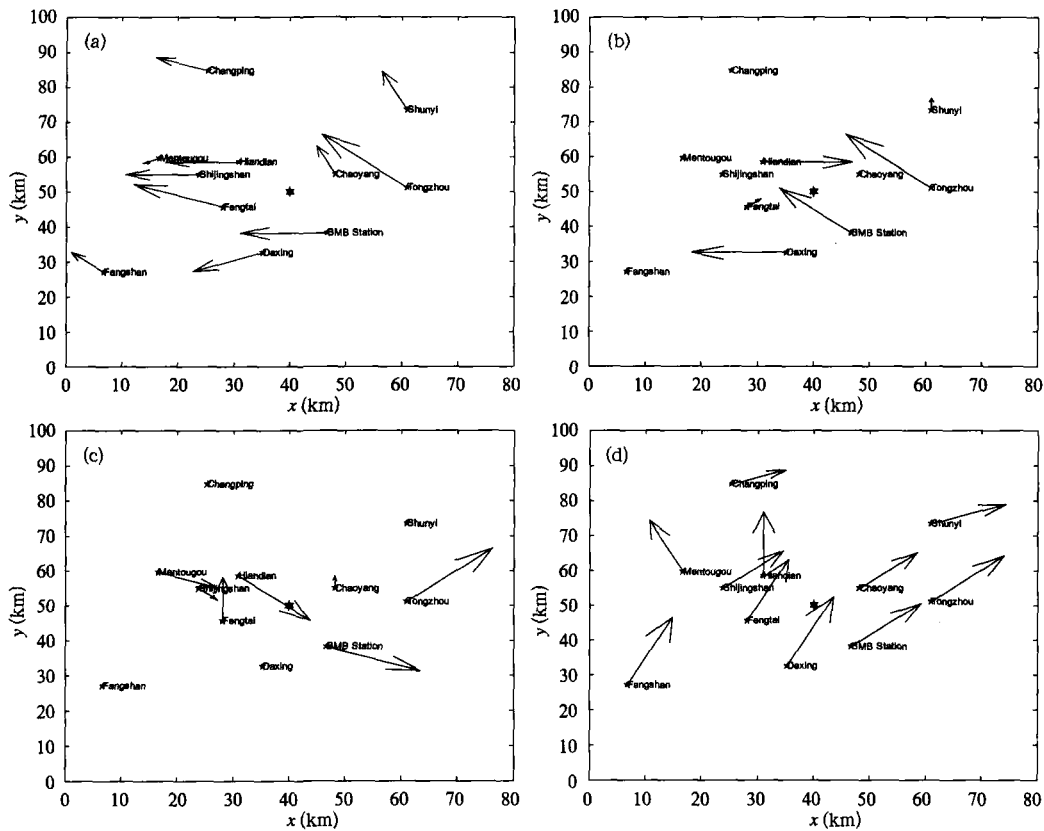 (a)
100
90
80
70
60
50
40
30
20
10
0
y (km)
Changping
Shunyi
Mentougou
Hiandian
Shijingshan
Chaoyang
Tongzhou
Fengtai
BMB Station
Daxing
Fangshan
0 10 20 30 40 50 60 70 80
x (km)
(b)
100
90
80
70
60
50
40
30
20
10
0
y (km)
Changping
Shunyi
Mentougou
Hiandian
Shijingshan
Chaoyang
Tongzhou
Fengtai
BMB Station
Daxing
Fangshan
0 10 20 30 40 50 60 70 80
x (km)
(c)
100
90
80
70
60
50
40
30
20
10
0
y (km)
Changping
Shunyi
Mentougou
Hiandian
Shijingshan
Chaoyang
Tongzhou
Fengtai
BMB Station
Daxing
Fangshan
0 10 20 30 40 50 60 70 80
x (km)
(d)
100
90
80
70
60
50
40
30
20
10
0
y (km)
Changping
Shunyi
Mentougou
Hiandian
Shijingshan
Chaoyang
Tongzhou
Fengtai
BMB Station
Daxing
Fangshan
0 10 20 30 40 50 60 70 80
x (km)